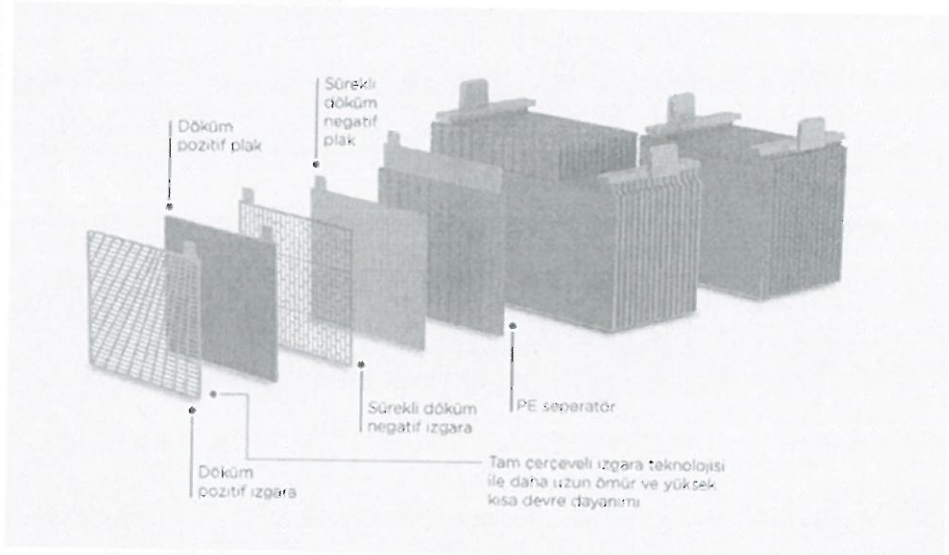 Sürekli
döküm
negatif
plak
Döküm
pozitif plak
Sürekli döküm
negatif ızgara
PE separatör
Döküm
pozitif ızgara
Tam çerçeveli ızgara teknolojisi
ile daha uzun ömür ve yüksek
kısa devre dayanımı